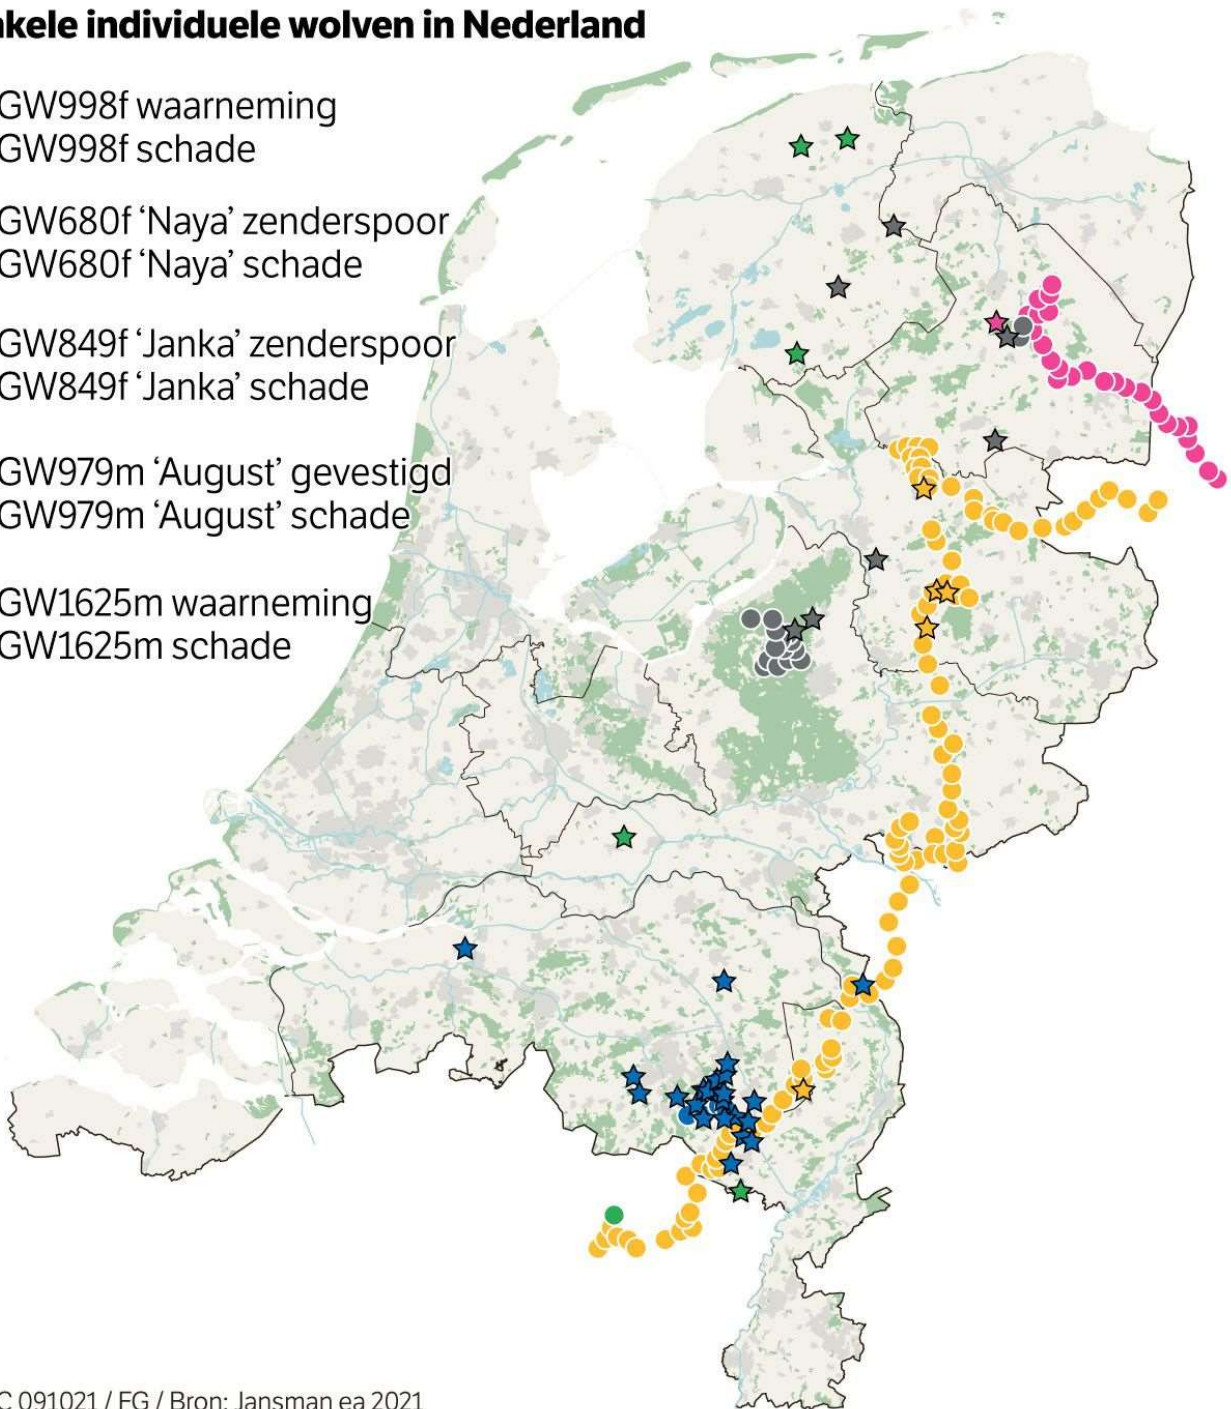 nkele individuele wolven in Nederland
GW998f waarneming
GW998f schade
GW680f ‘Naya’ zenderspoor
GW680f ‘Naya’ schade
GW849f ‘Janka’ zenderspoor
GW849f ‘Janka’ schade
GW979m ‘August’ gevestigd
GW979m ‘August’ schade
GW1625m waarneming
GW1625m schade
C 091021 / FG / Bron: Jansman ea 2021